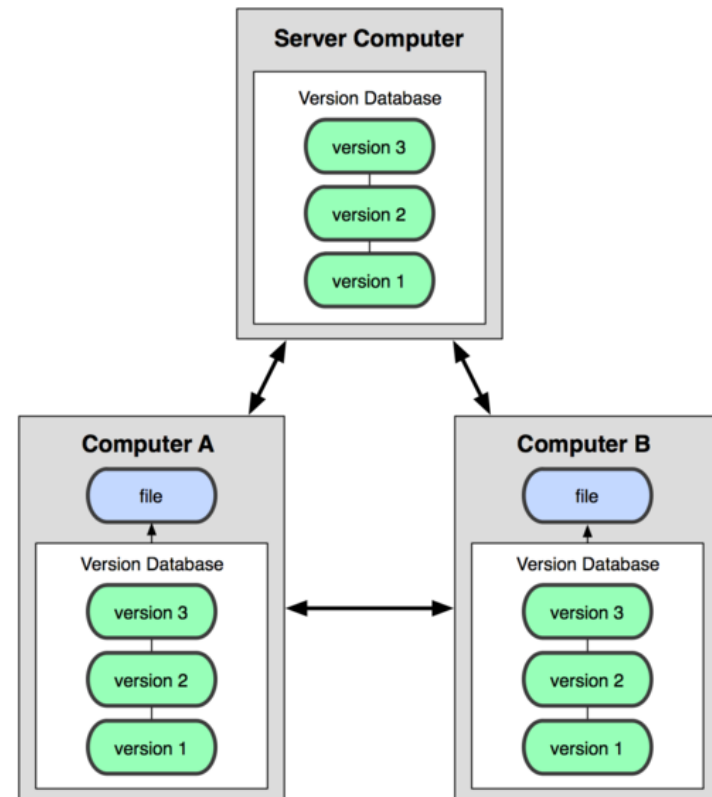 Server Computer
Version Database
version 3
version 2
version 1
Computer A
file
Version Database
version 3
version 2
version 1
Computer B
file
Version Database
version 3
version 2
version 1